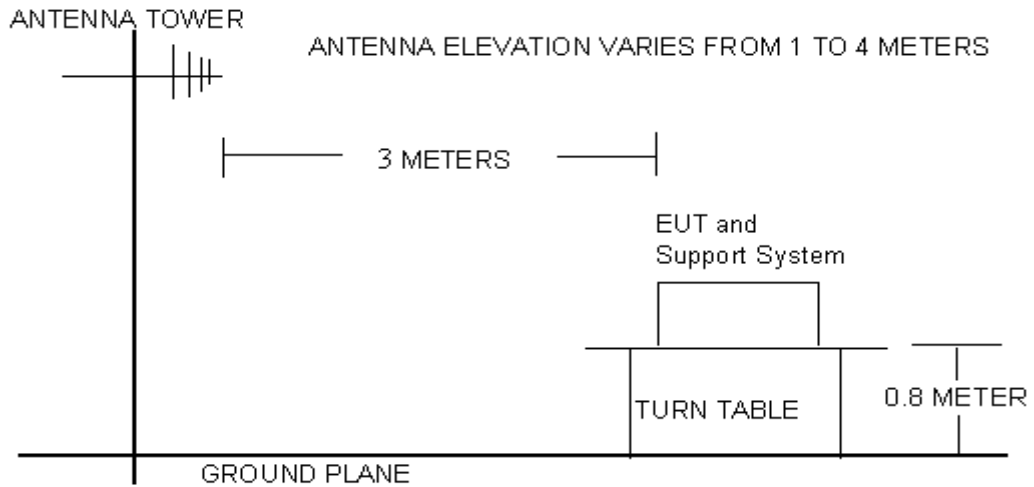 ANTENNA TOWER
ANTENNA ELEVATION VARIES FROM 1 TO 4 METERS
3 METERS
EUT and
Support System
0.8 METER
TURN TABLE
GROUND PLANE